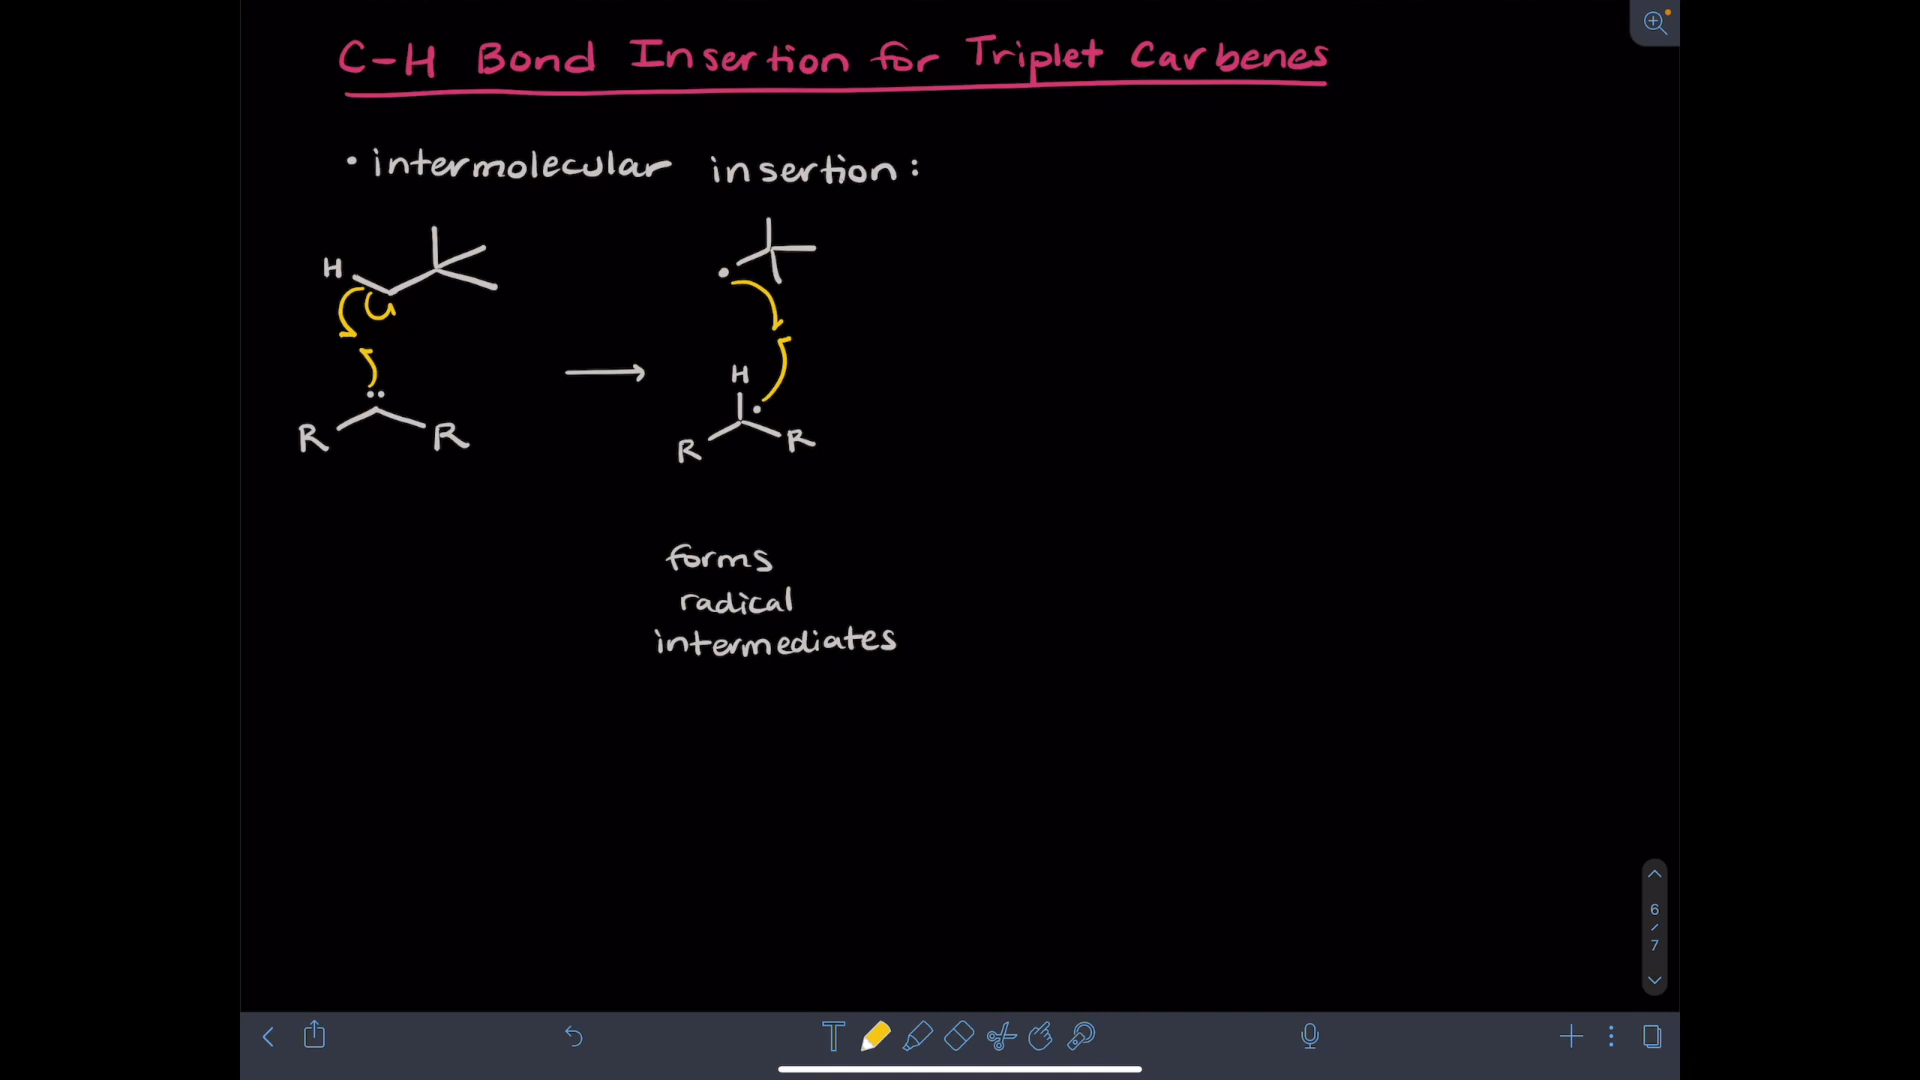 C-H Bond Insertion for Triplet Carbenes
• intermolecular insertion:
H
R
R
H
R
R
forms
radical
intermediates
6
/
7
T